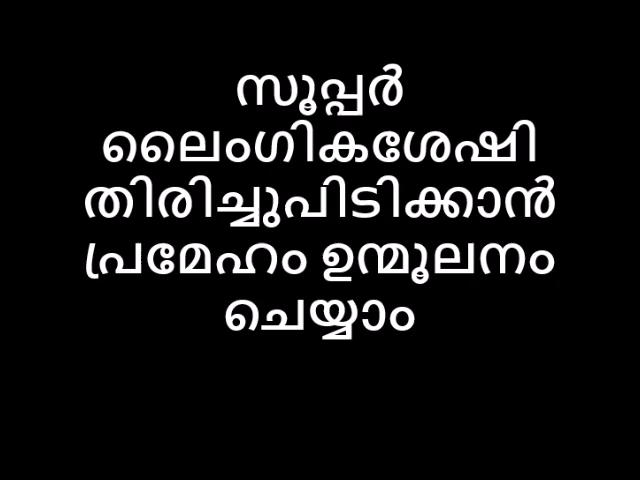 സൂപ്പർ
ലൈംഗികശേഷി
തിരിച്ചുപിടിക്കാൻ
പ്രമേഹം ഉന്മൂലനം
ചെയ്യാം